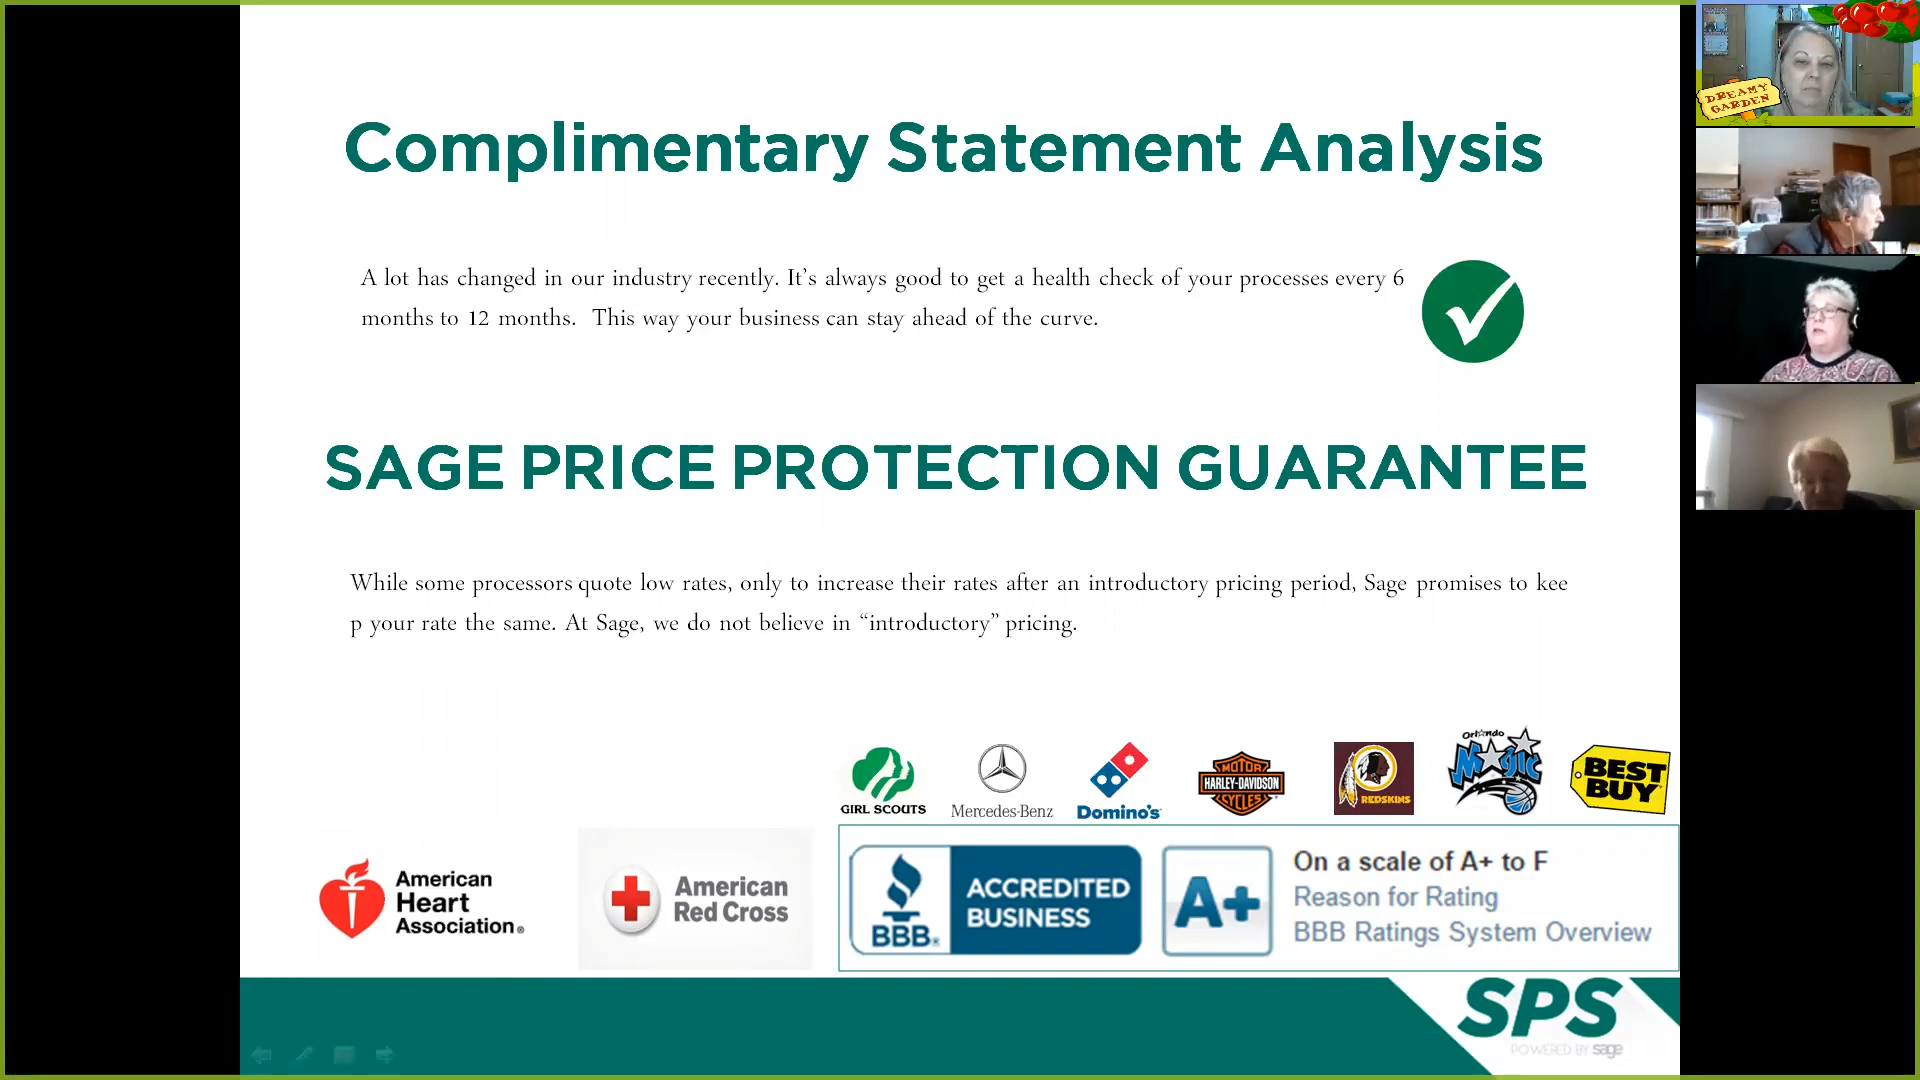 Complimentary Statement Analysis
A lot has changed in our industry recently. It’s always good to get a health check of your processes every 6
months to 12 months.  This way your business can stay ahead of the curve.
SAGE PRICE PROTECTION GUARANTEE
While some processors quote low rates, only to increase their rates after an introductory pricing period, Sage promises to kee
p your rate the same. At Sage, we do not believe in “introductory” pricing.
GIRL SCOUTS
Mercedes-Benz
Domino's
MOTOR
HARLEY-DAVIDSON
CYCLES
REDSKINS
Orlando
Magic
BEST
BUY
American
Heart
Association®
American
Red Cross
BBB®
ACCREDITED
BUSINESS
A+
On a scale of A+ to F
Reason for Rating
BBB Ratings System Overview
SPS
POWERED BY sage
DREAMY
GARDEN